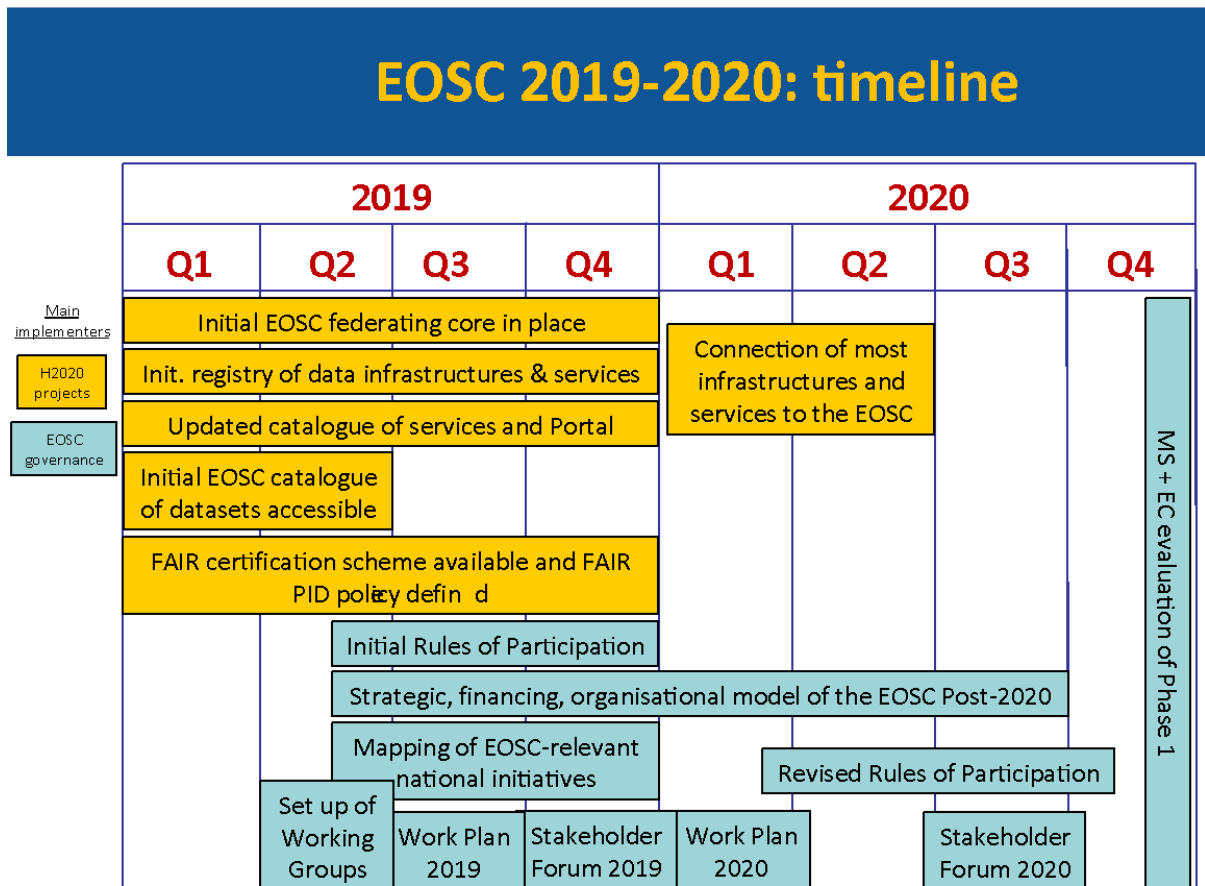 EOSC 2019-2020: timeline
2019
2020
Q1
Q2
Q3
Q4
Q1
Q2
Q3
Q4
Main
implementers
H2020
projects
EOSC
governance
Initial EOSC federating core in place
Init. registry of data infrastructures & services
Updated catalogue of services and Portal
Initial EOSC catalogue
of datasets accessible
FAIR certification scheme available and FAIR
PID policy defin d
Connection of most
infrastructures and
services to the EOSC
Initial Rules of Participation
Strategic, financing, organisational model of the EOSC Post-2020
Mapping of EOSC-relevant
national initiatives
Revised Rules of Participation
Set up of
Working
Groups
Work Plan
2019
Stakeholder
Forum 2019
Work Plan
2020
Stakeholder
Forum 2020
MS + EC evaluation of Phase 1